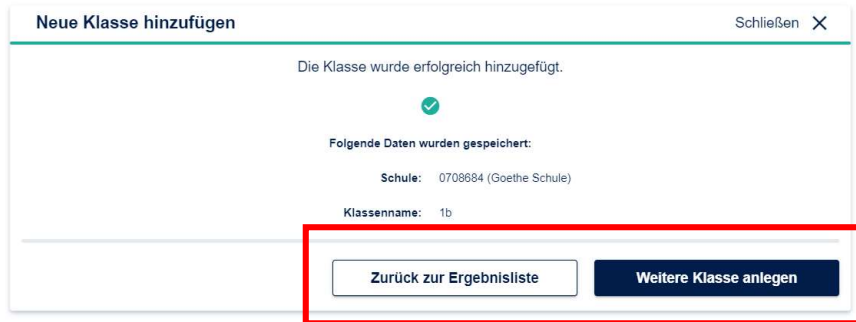 Neue Klasse hinzufügen Schließen
Die Klasse wurde erfolgreich hinzugefügt.
Folgende Daten wurden gespeichert:
Schule: 0708684 (Goethe Schule)
Klassenname: 1b
Zurück zur Ergebnisliste Weitere Klasse anlegen